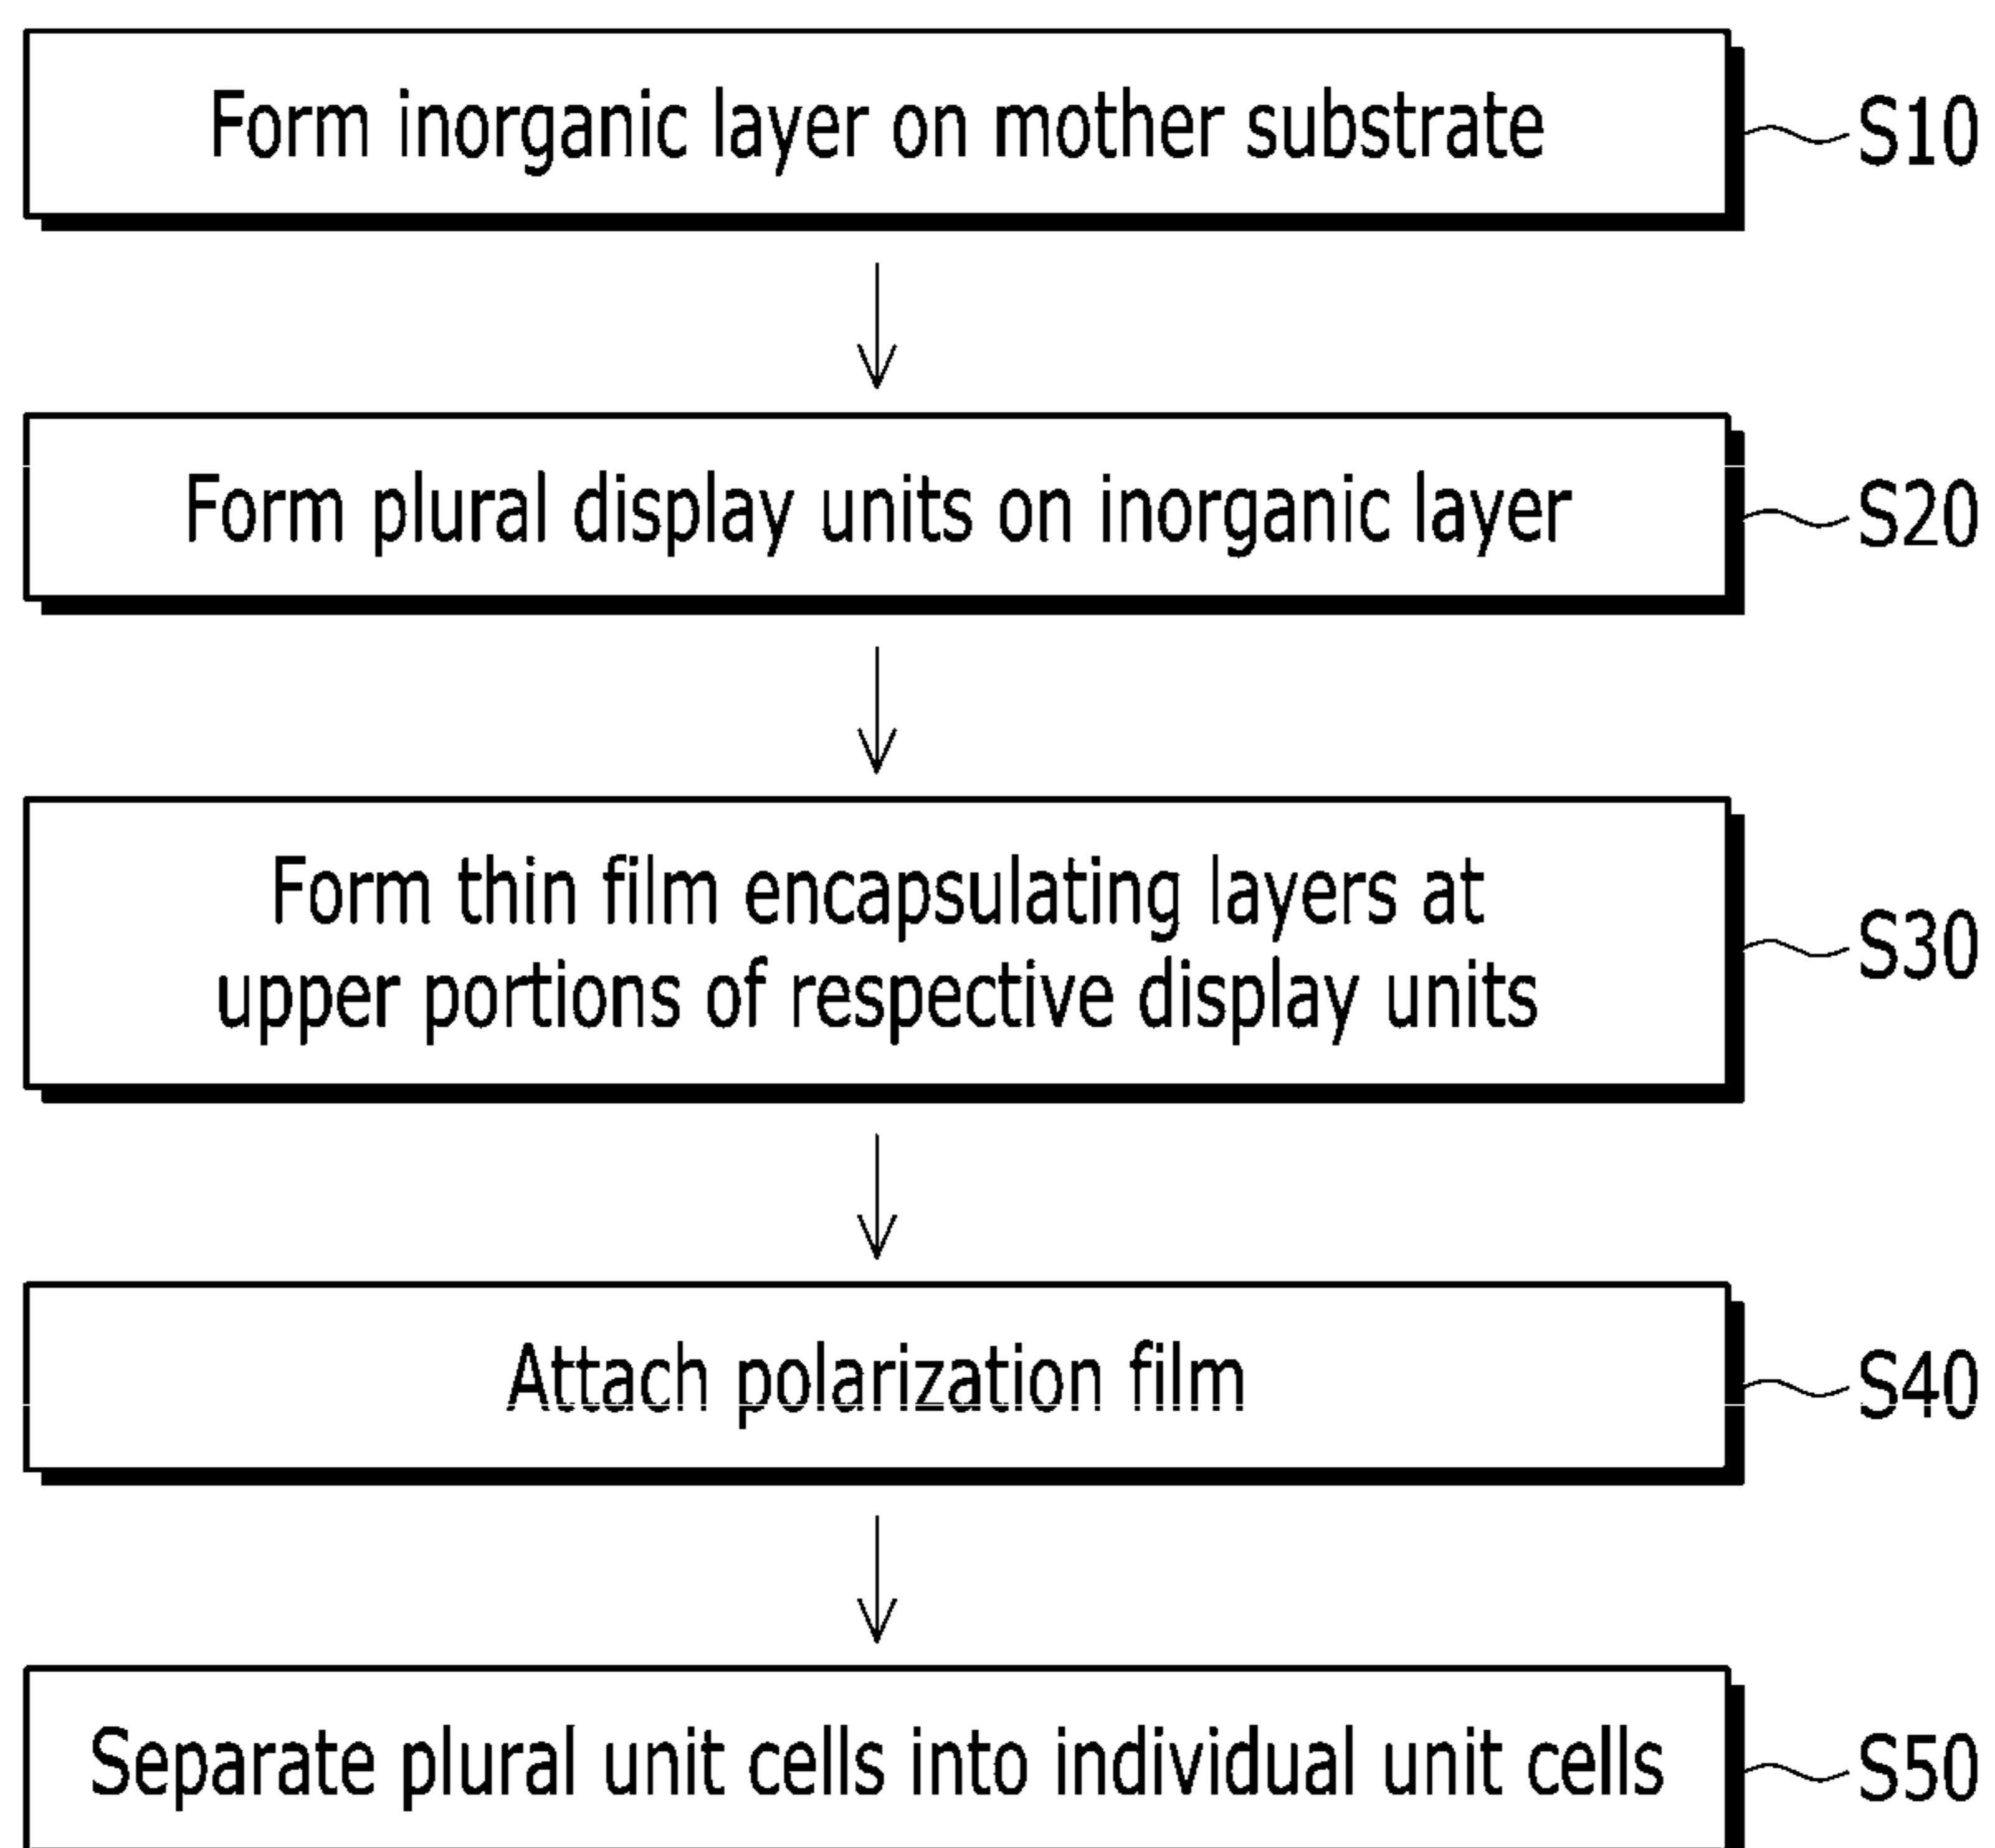 Form inorganic layer on mother substrate
S10
Form plural display units on inorganic layer
S20
Form thin film encapsulating layers at
upper portions of respective display units
S30
Attach polarization film
S40
Separate plural unit cells into individual unit cells
S50